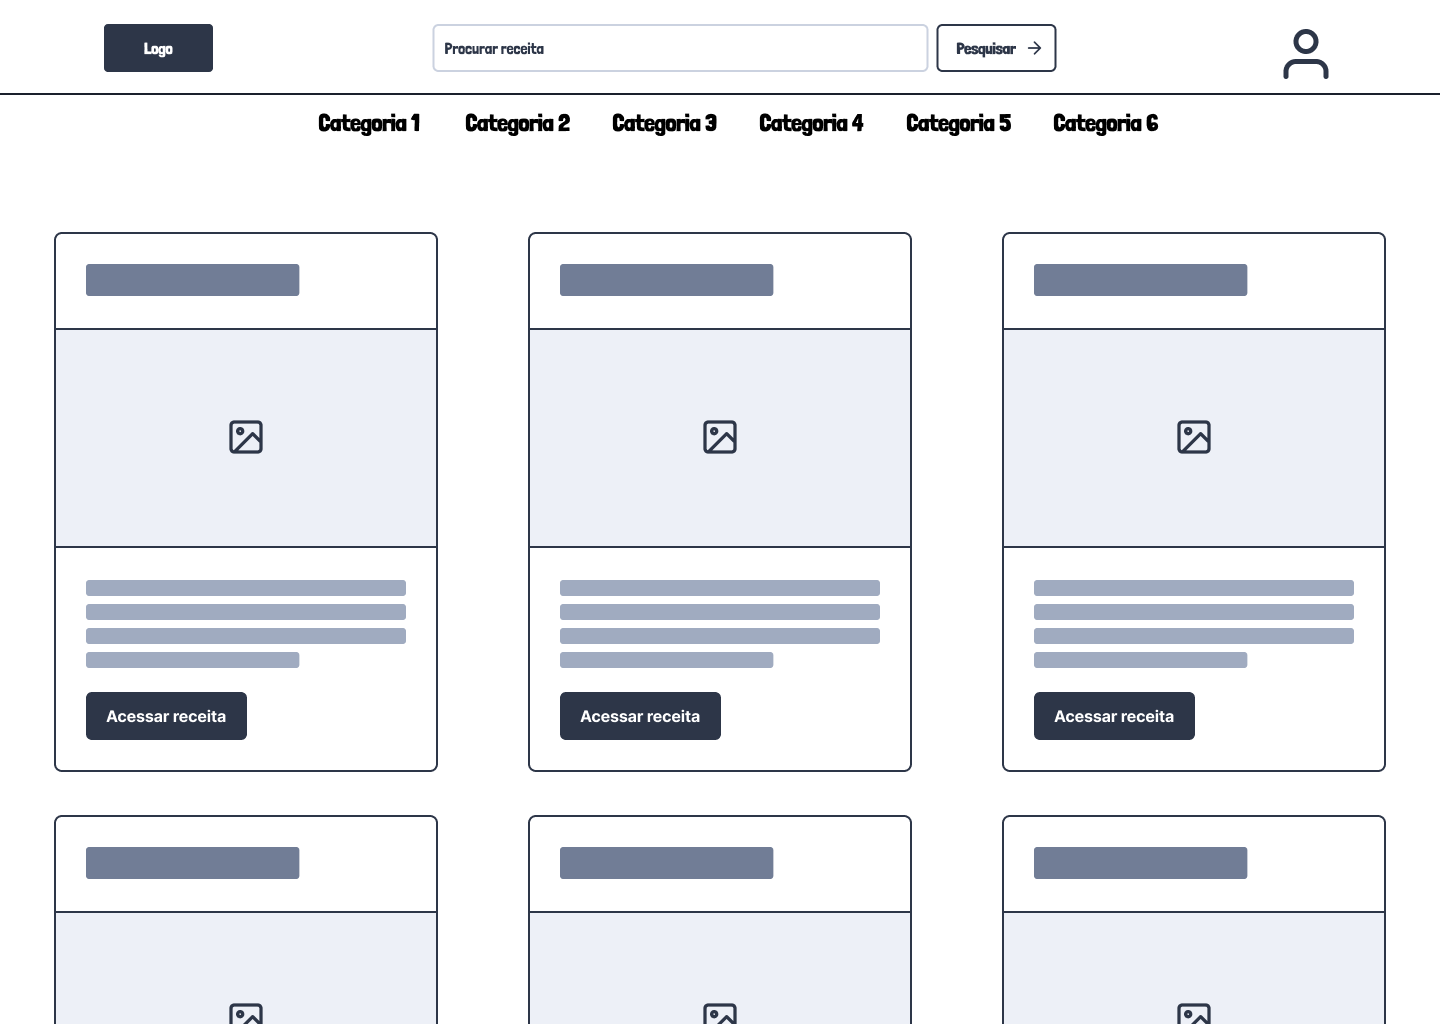 Logo
Procurar receita
Pesquisar
Categoria 1 Categoria 2 Categoria 3 Categoria 4 Categoria 5 Categoria 6
Acessar receita Acessar receita Acessar receita